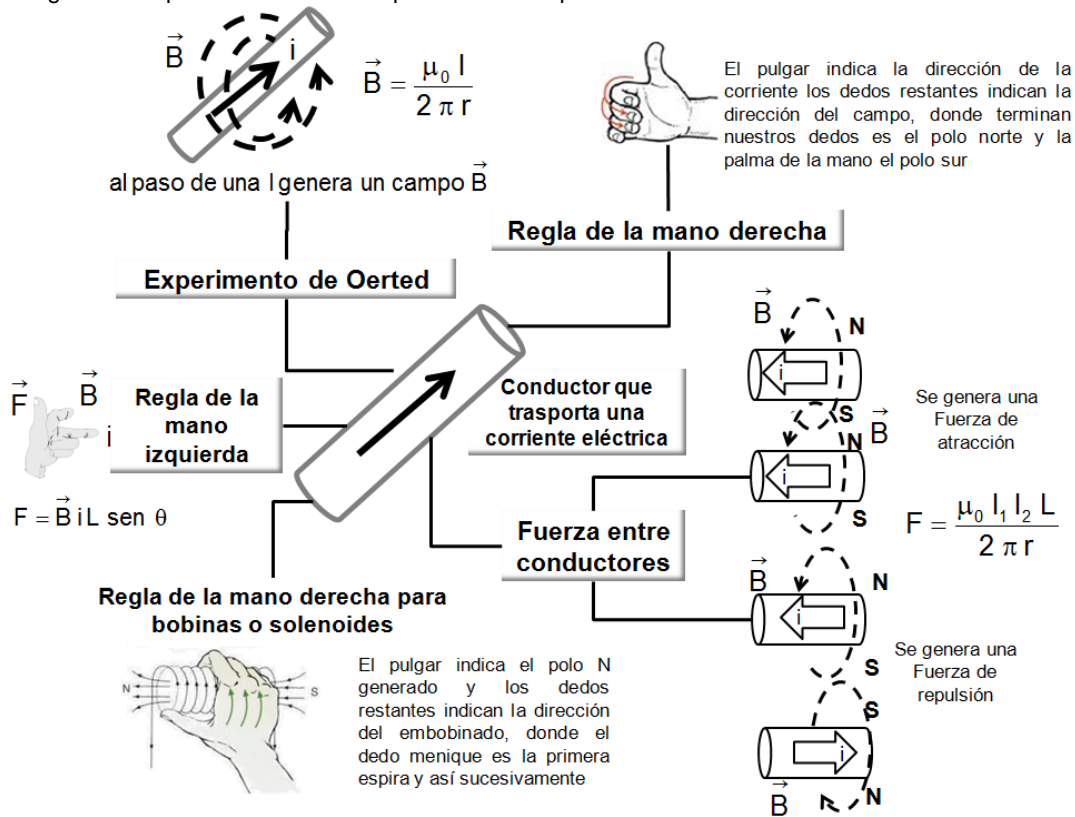 B⃗
i
B⃗ = μ₀ I / 2 π r
al paso de una I genera un campo B⃗
Experimento de Oerted
El pulgar indica la dirección de la
corriente los dedos restantes indican la
dirección del campo, donde terminan
nuestros dedos es el polo norte y la
palma de la mano el polo sur
Regla de la mano derecha
F⃗
B⃗
i
Regla de la
mano
izquierda
F = B⃗ i L sen θ
Conductor que
trasporta una
corriente eléctrica
Fuerza entre
conductores
B⃗
N
i
S
N
B⃗
i
S
Se genera una
Fuerza de
atracción
F = μ₀ I₁ I₂ L / 2 π r
B⃗
N
i
S
S
i
N
B⃗
Se genera una
Fuerza de
repulsión
Regla de la mano derecha para
bobinas o solenoides
N
S
El pulgar indica el polo N
generado y los dedos
restantes indican la dirección
del embobinado, donde el
dedo menique es la primera
espira y así sucesivamente